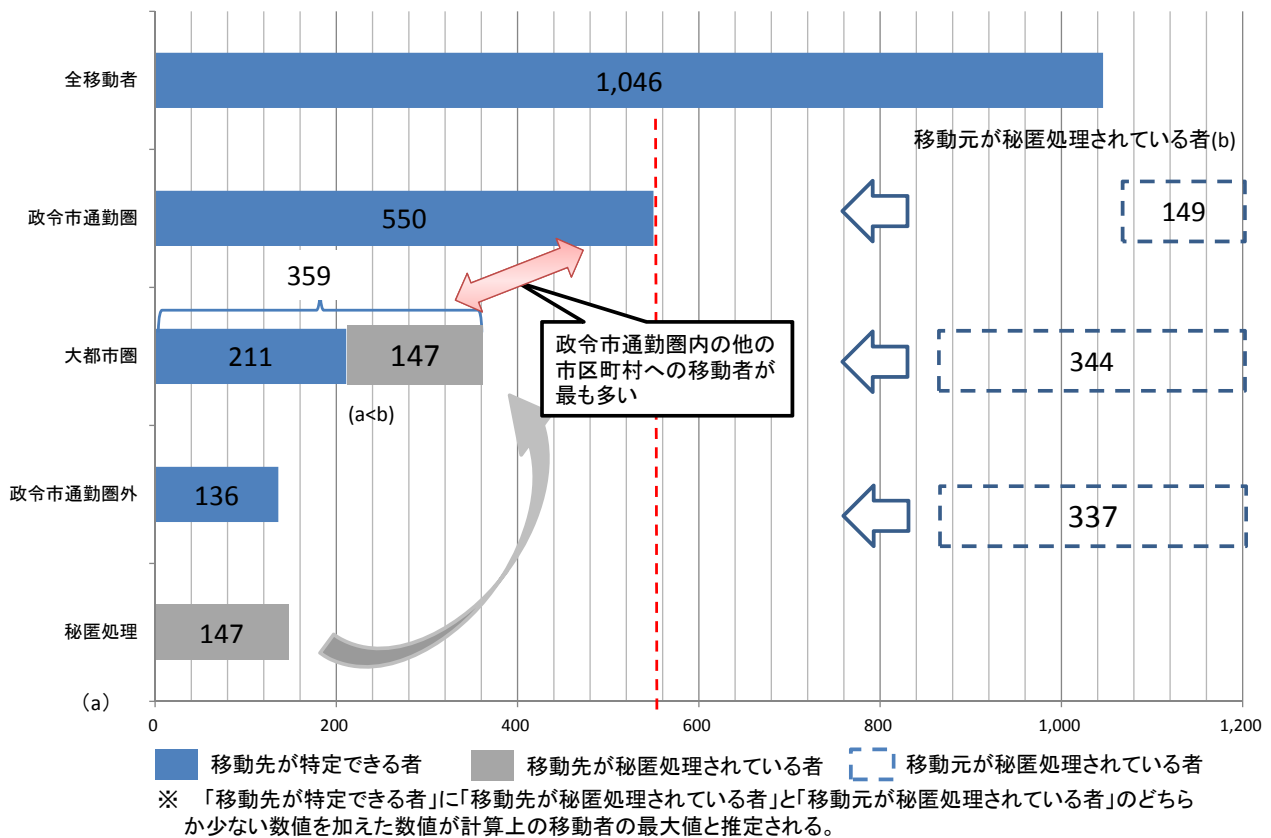 全移動者
1,046
移動元が秘匿処理されている者(b)
政令市通勤圏
550
149
359
大都市圏
211
147
344
政令市通勤圏内の他の
市区町村への移動者が
最も多い
(a<b)
政令市通勤圏外
136
337
秘匿処理
147
(a)
0
200
400
600
800
1,000
1,200
移動先が特定できる者
移動先が秘匿処理されている者
移動元が秘匿処理されている者
※ 「移動先が特定できる者」に「移動先が秘匿処理されている者」と「移動元が秘匿処理されている者」のどちら
か少ない数値を加えた数値が計算上の移動者の最大値と推定される。